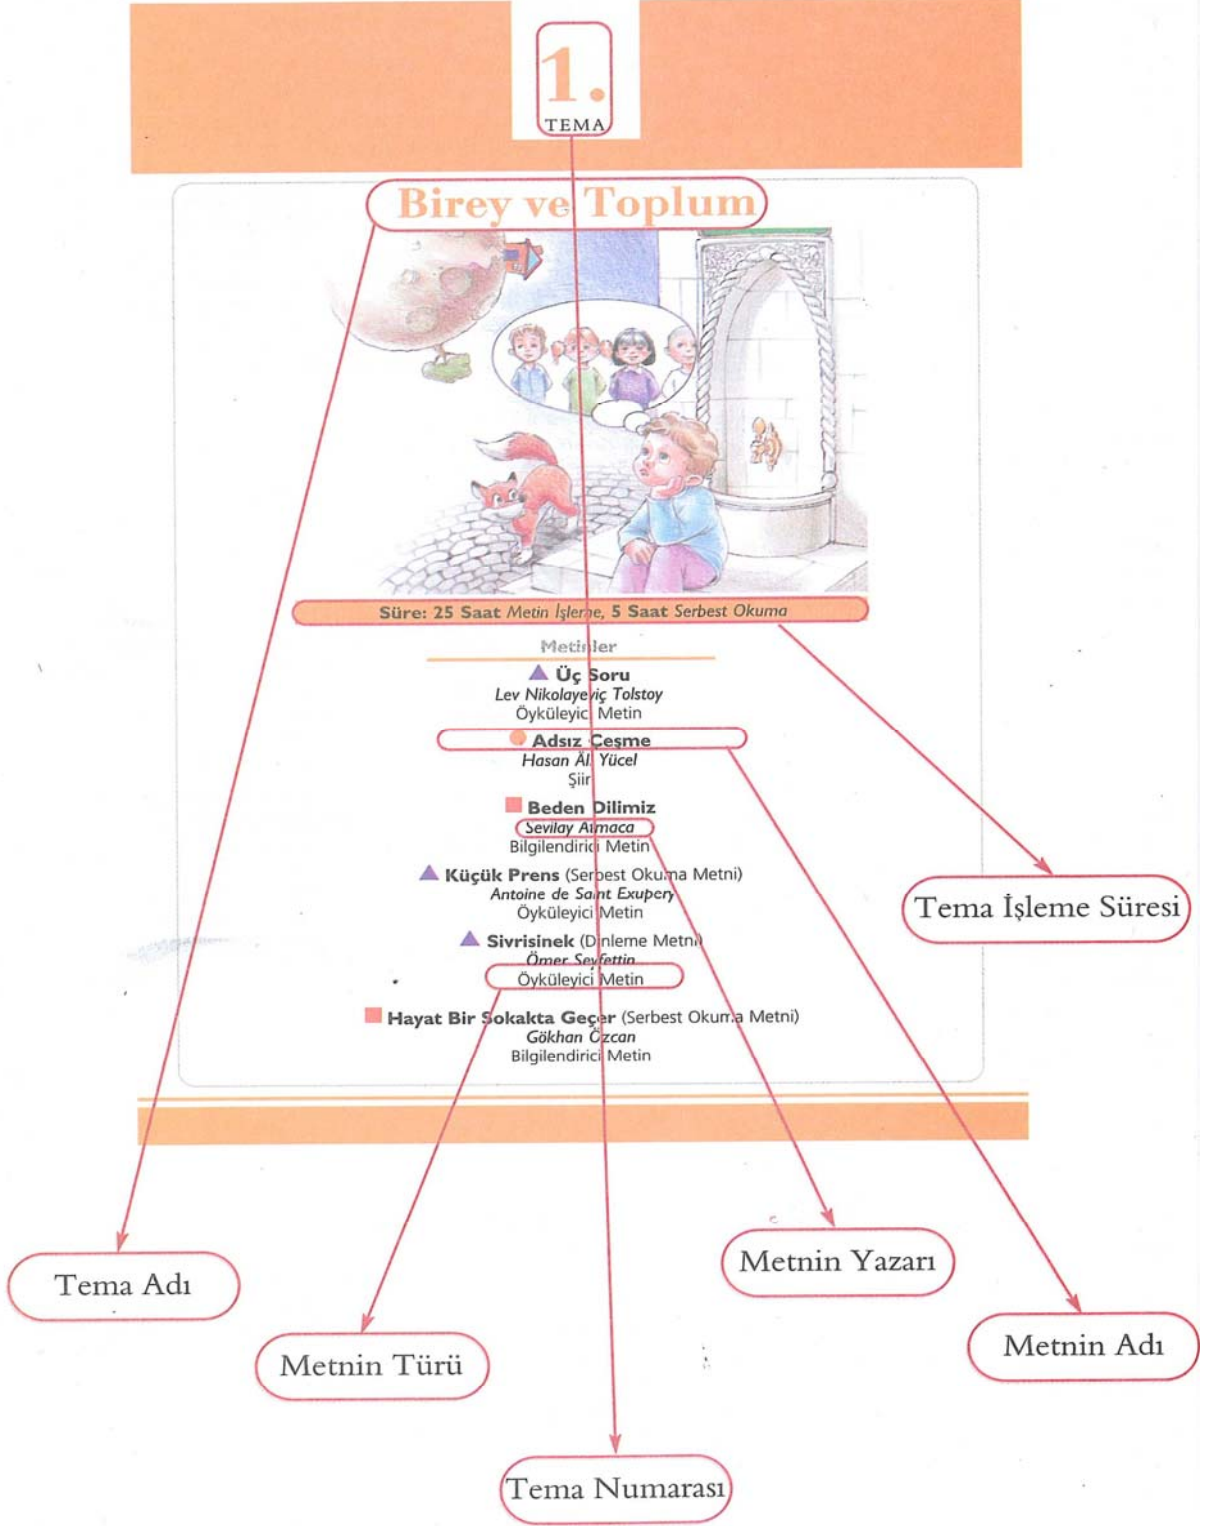 1.
TEMA
Birey ve Toplum
Süre: 25 Saat Metin İşleme, 5 Saat Serbest Okuma
Metinler
Üç Soru
Lev Nikolayeviç Tolstoy
Öyküleyici Metin
Adsız Çeşme
Hasan Âli Yücel
Şiir
Beden Dilimiz
Sevilay Atmaca
Bilgilendirici Metin
Küçük Prens (Serbest Okuma Metni)
Antoine de Saint Exupery
Öyküleyici Metin
Sivrisinek (Dinleme Metni)
Ömer Seyfettin
Öyküleyici Metin
Hayat Bir Sokakta Geçer (Serbest Okuma Metni)
Gökhan Özcan
Bilgilendirici Metin
Tema İşleme Süresi
Metnin Yazarı
Tema Adı
Metnin Adı
Metnin Türü
Tema Numarası